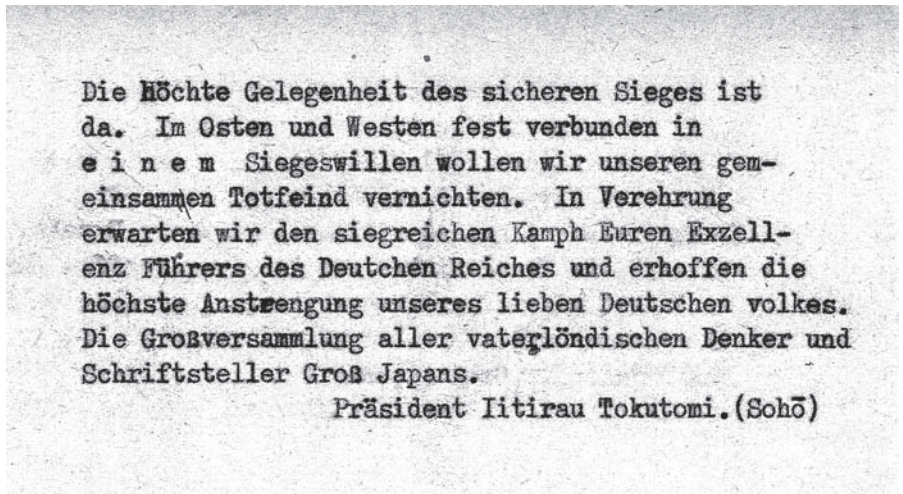 Die Höchte Gelegenheit des sicheren Sieges ist
da. Im Osten und Westen fest verbunden in
e i n e m Siegeswillen wollen wir unseren gem-
einsammen Totfeind vernichten. In Verehrung
erwarten wir den siegreichen Kamph Euren Exzell-
enz Führers des Deutchen Reiches und erhoffen die
höchste Anstrengung unseres lieben Deutschen volkes.
Die Großversammlung aller vaterlöndischen Denker und
Schriftsteller Groß Japans.
Präsident Iitirau Tokutomi.(Sohō)